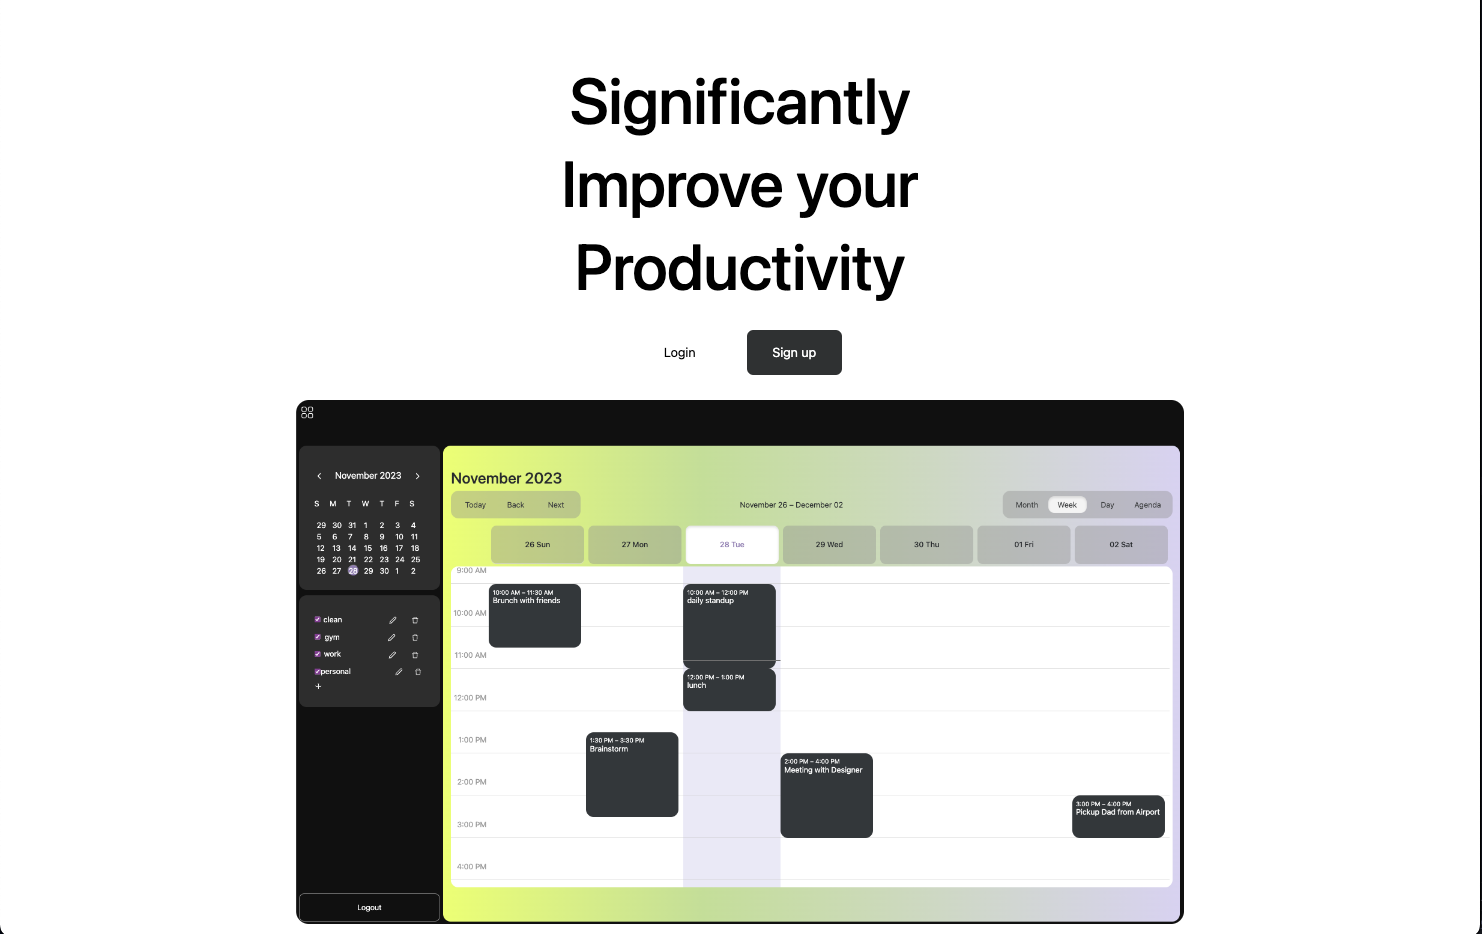 Significantly
Improve your
Productivity
Login
Sign up
November 2023
S M T W T F S
29 30 31 1 2 3 4
5 6 7 8 9 10 11
12 13 14 15 16 17 18
19 20 21 22 23 24 25
26 27 28 29 30 1 2
clean
gym
work
personal
+
Logout
November 2023
Today Back Next
November 26 – December 02
Month Week Day Agenda
26 Sun 27 Mon 28 Tue 29 Wed 30 Thu 01 Fri 02 Sat
9:00 AM
10:00 AM
11:00 AM
12:00 PM
1:00 PM
2:00 PM
3:00 PM
4:00 PM
10:00 AM – 11:30 AM
Brunch with friends
1:30 PM – 3:30 PM
Brainstorm
10:00 AM – 12:00 PM
daily standup
12:00 PM – 1:00 PM
lunch
2:00 PM – 4:00 PM
Meeting with Designer
3:00 PM – 4:00 PM
Pickup Dad from Airport